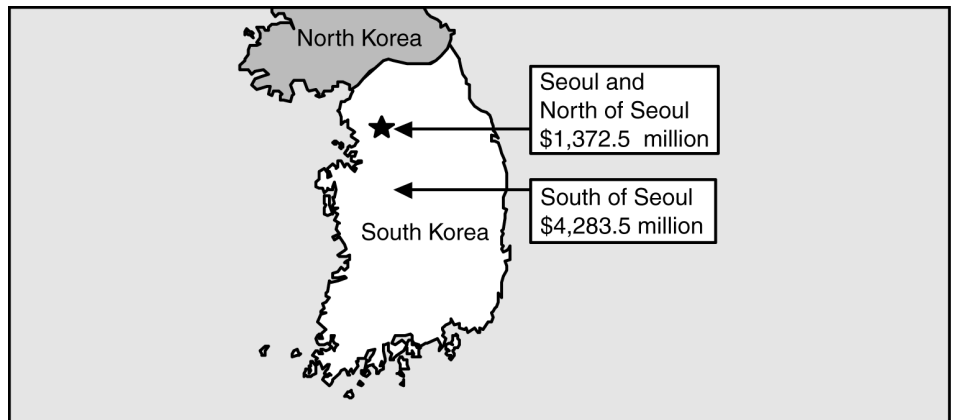 North Korea
Seoul and
North of Seoul
$1,372.5 million
South of Seoul
$4,283.5 million
South Korea